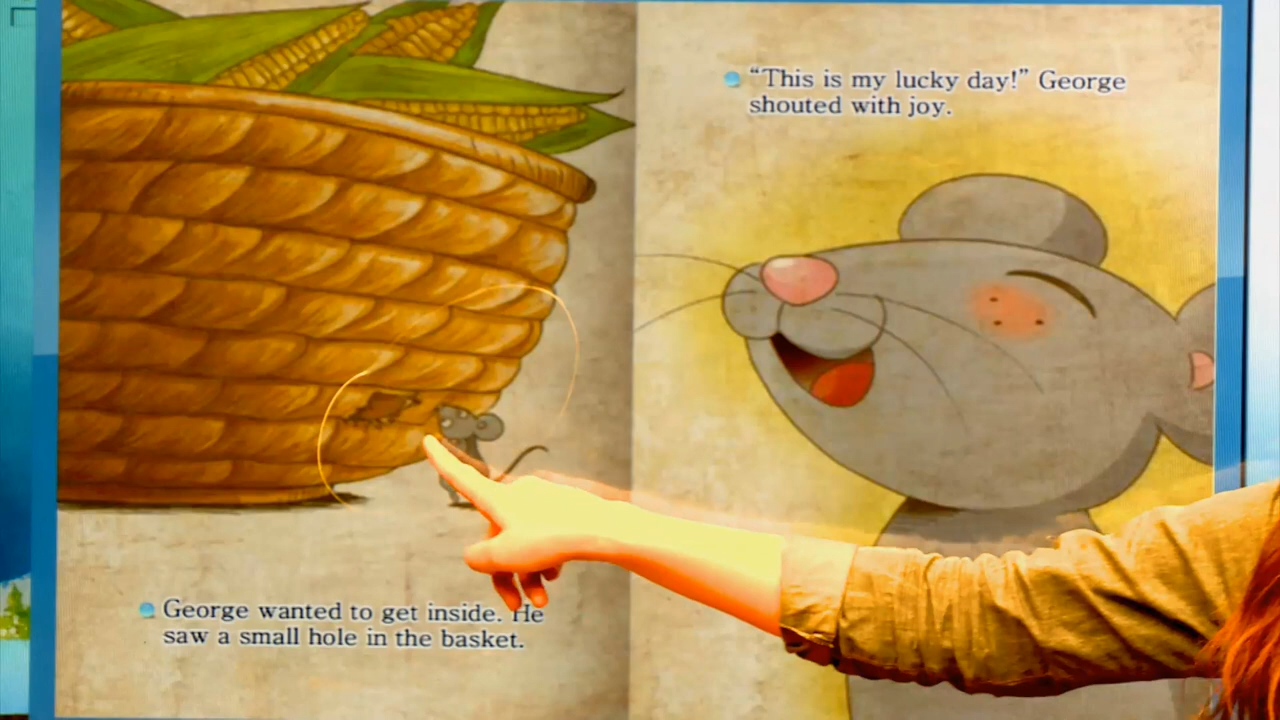 George wanted to get inside. He
saw a small hole in the basket.
"This is my lucky day!" George
shouted with joy.